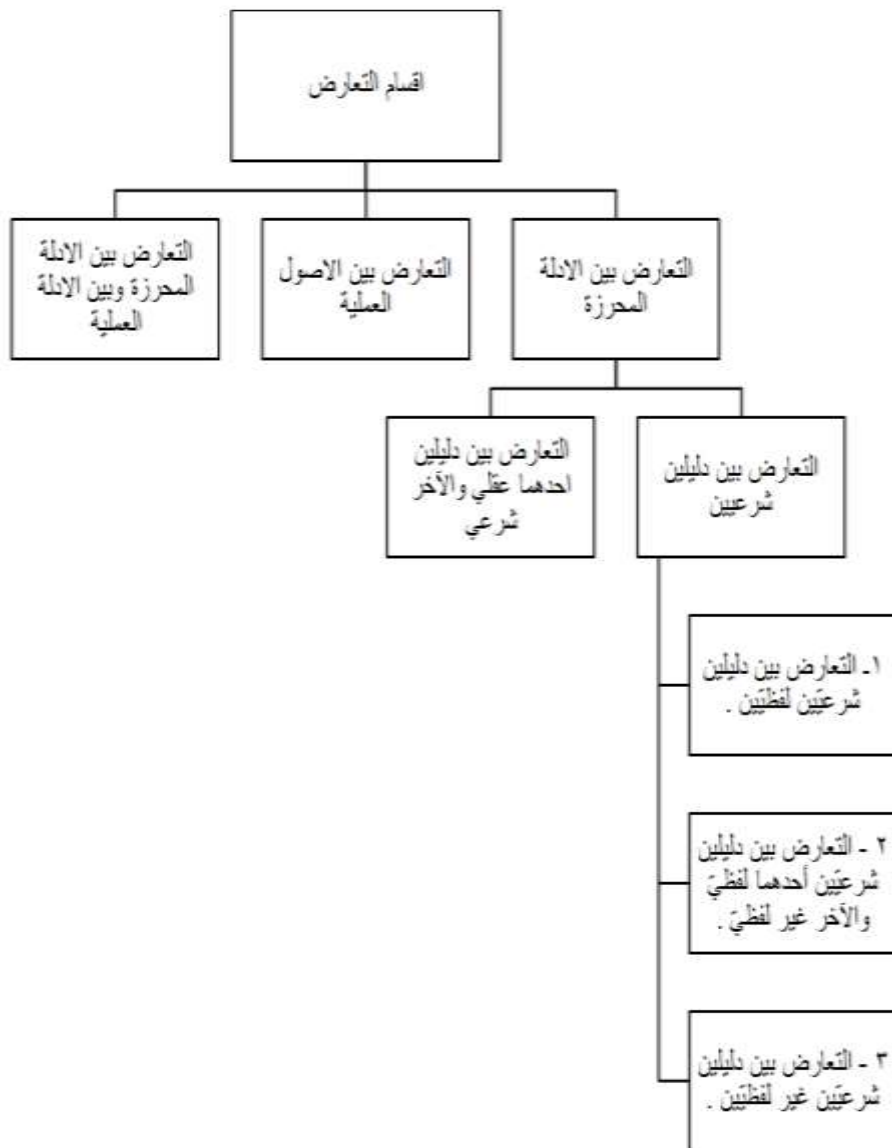 اقسام التعارض
التعارض بين الادلة
المحرزة
التعارض بين الاصول
العملية
التعارض بين الادلة
المحرزة وبين الادلة
العملية
التعارض بين دليلين
شرعيين
التعارض بين دليلين
احدهما عقلي والآخر
شرعي
١ـ التعارض بين دليلين
شرعيّين لفظيّين .
٢ - التعارض بين دليلين
شرعيّين أحدهما لفظيّ
والآخر غير لفظيّ .
٣ - التعارض بين دليلين
شرعيّين غير لفظيّين .